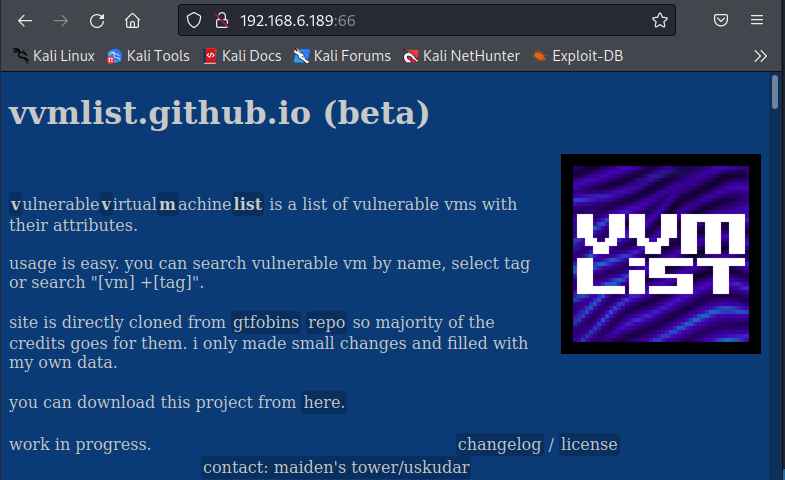 192.168.6.189:66
Kali Linux Kali Tools Kali Docs Kali Forums Kali NetHunter Exploit-DB
vvmlist.github.io (beta)
vulnerable virtual machine list is a list of vulnerable vms with
their attributes.
usage is easy. you can search vulnerable vm by name, select tag
or search "[vm] +[tag]".
site is directly cloned from gtfobins repo so majority of the
credits goes for them. i only made small changes and filled with
my own data.
you can download this project from here.
work in progress. changelog / license
contact: maiden's tower/uskudar
VVM
LiST